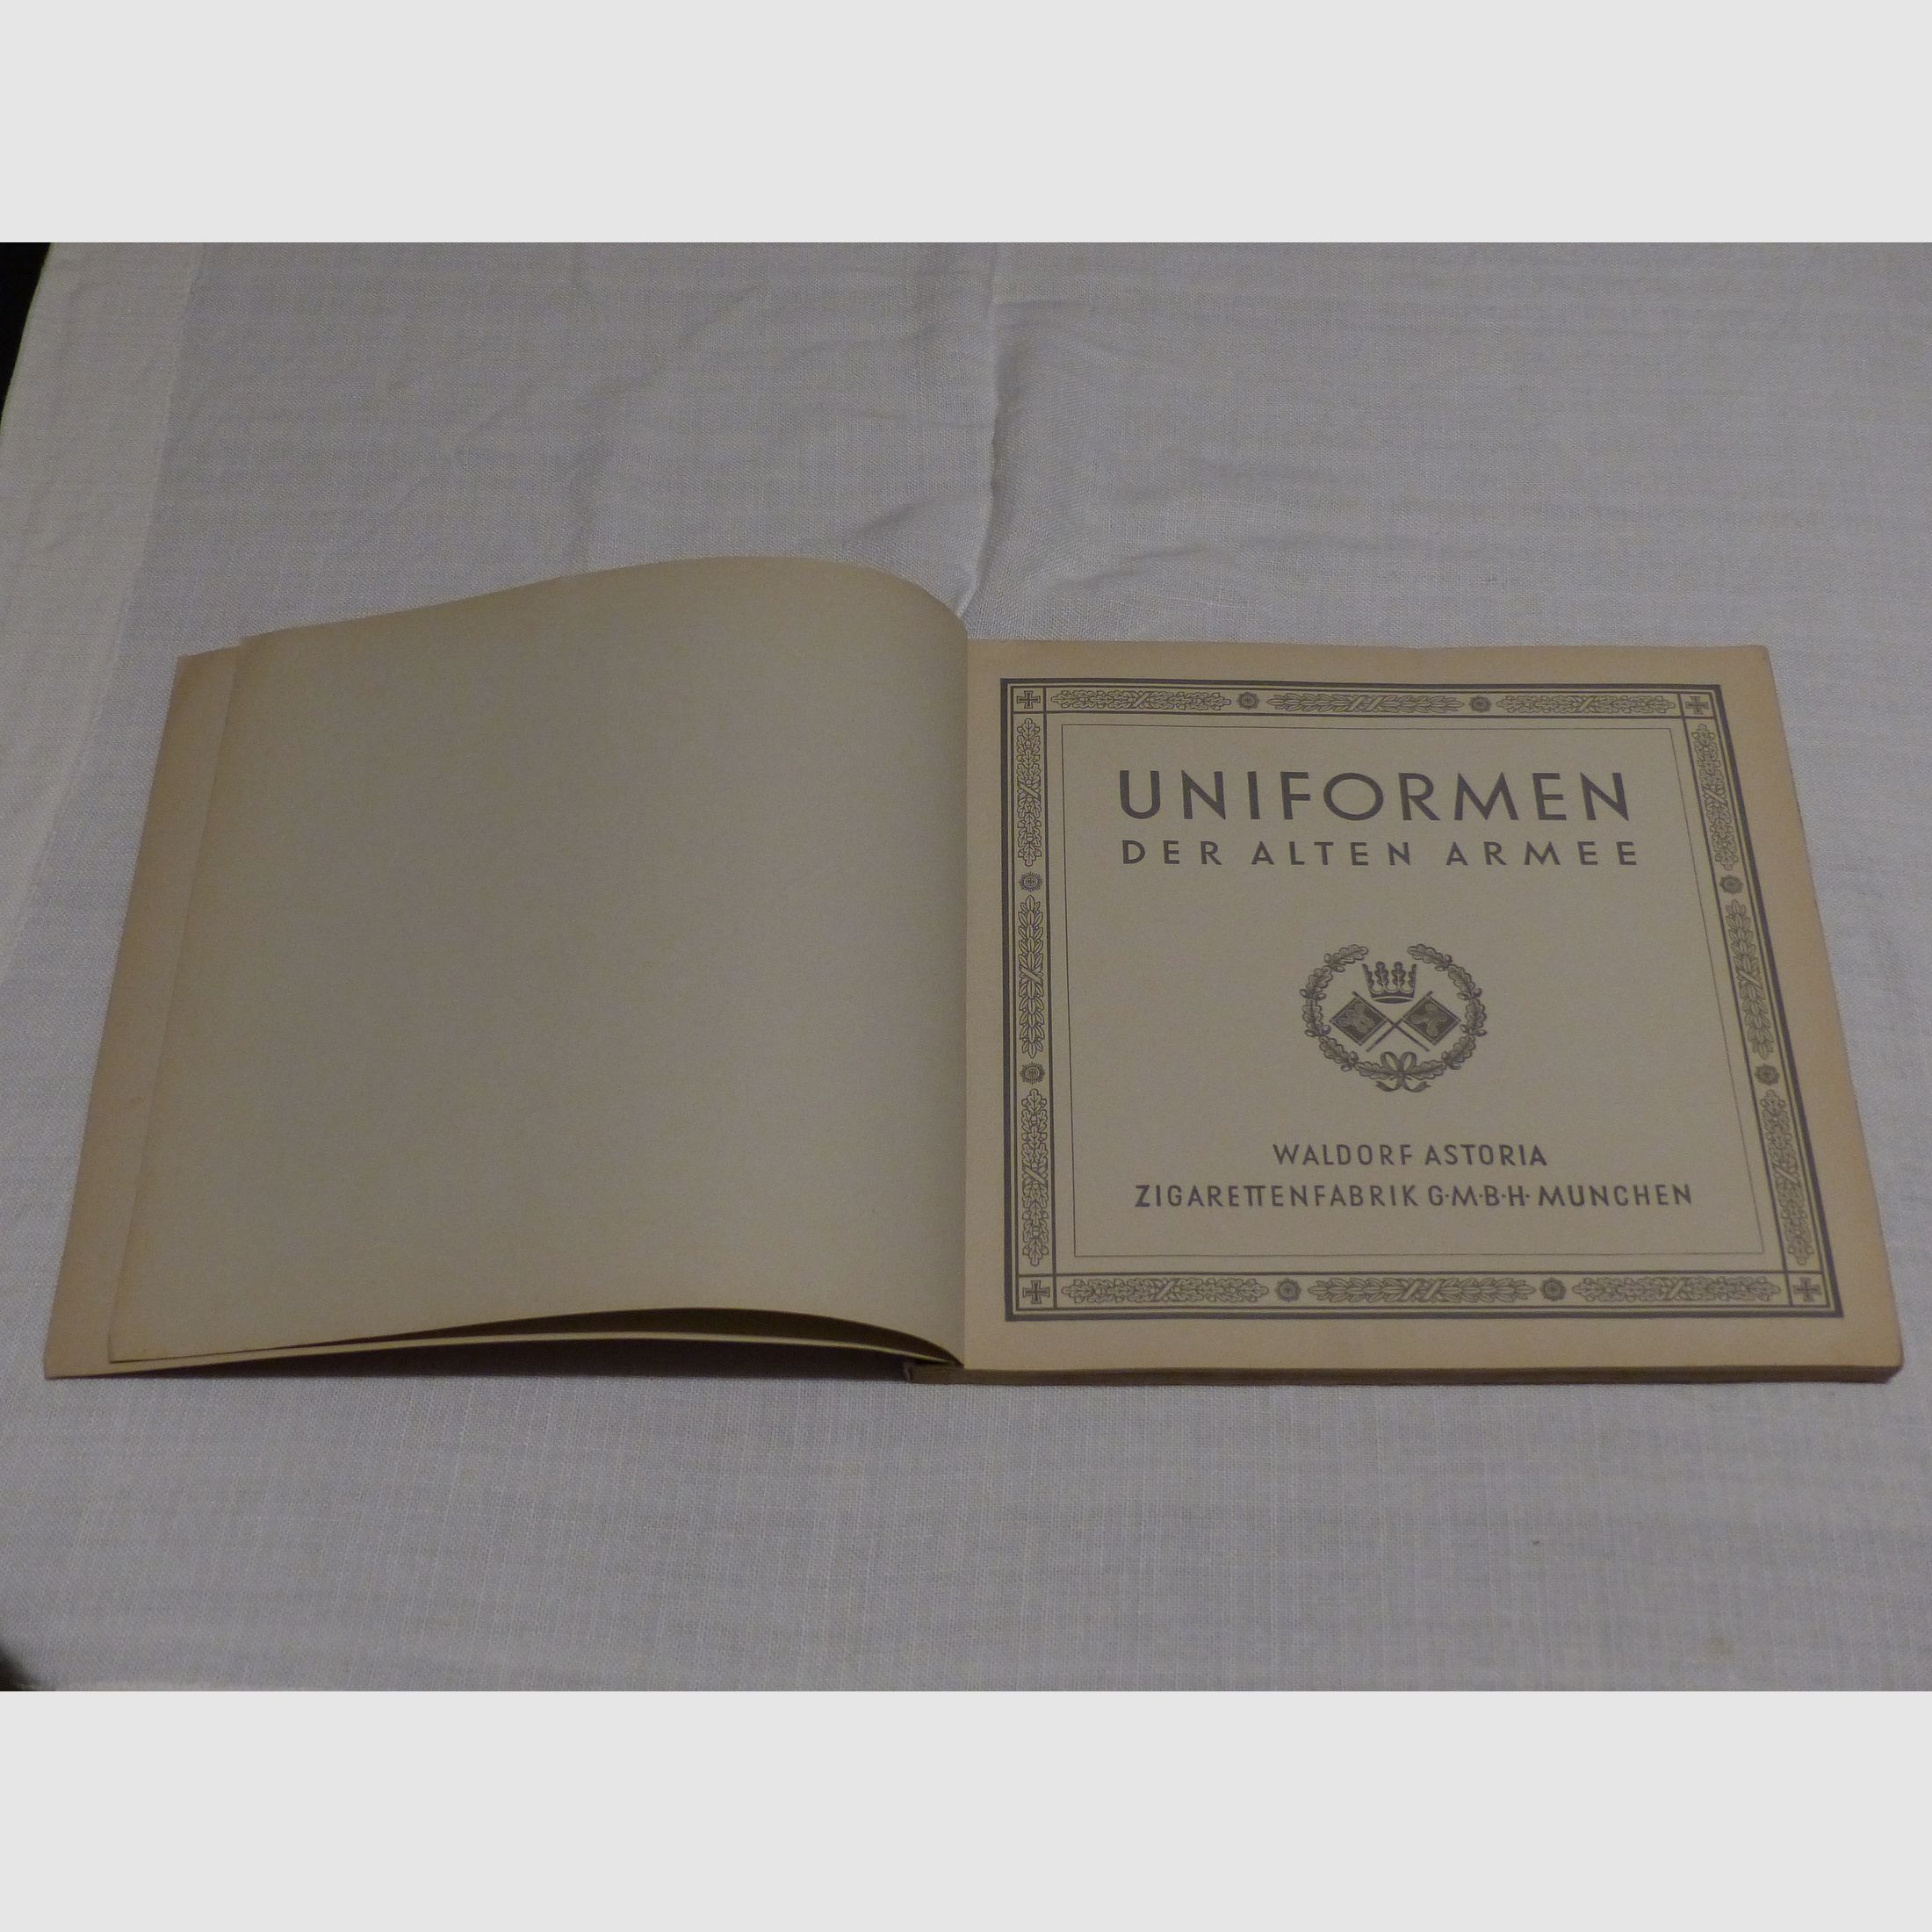 UNIFORMEN
DER ALTEN ARMEE
WALDORF ASTORIA
ZIGARETTENFABRIK G·M·B·H· MUNCHEN